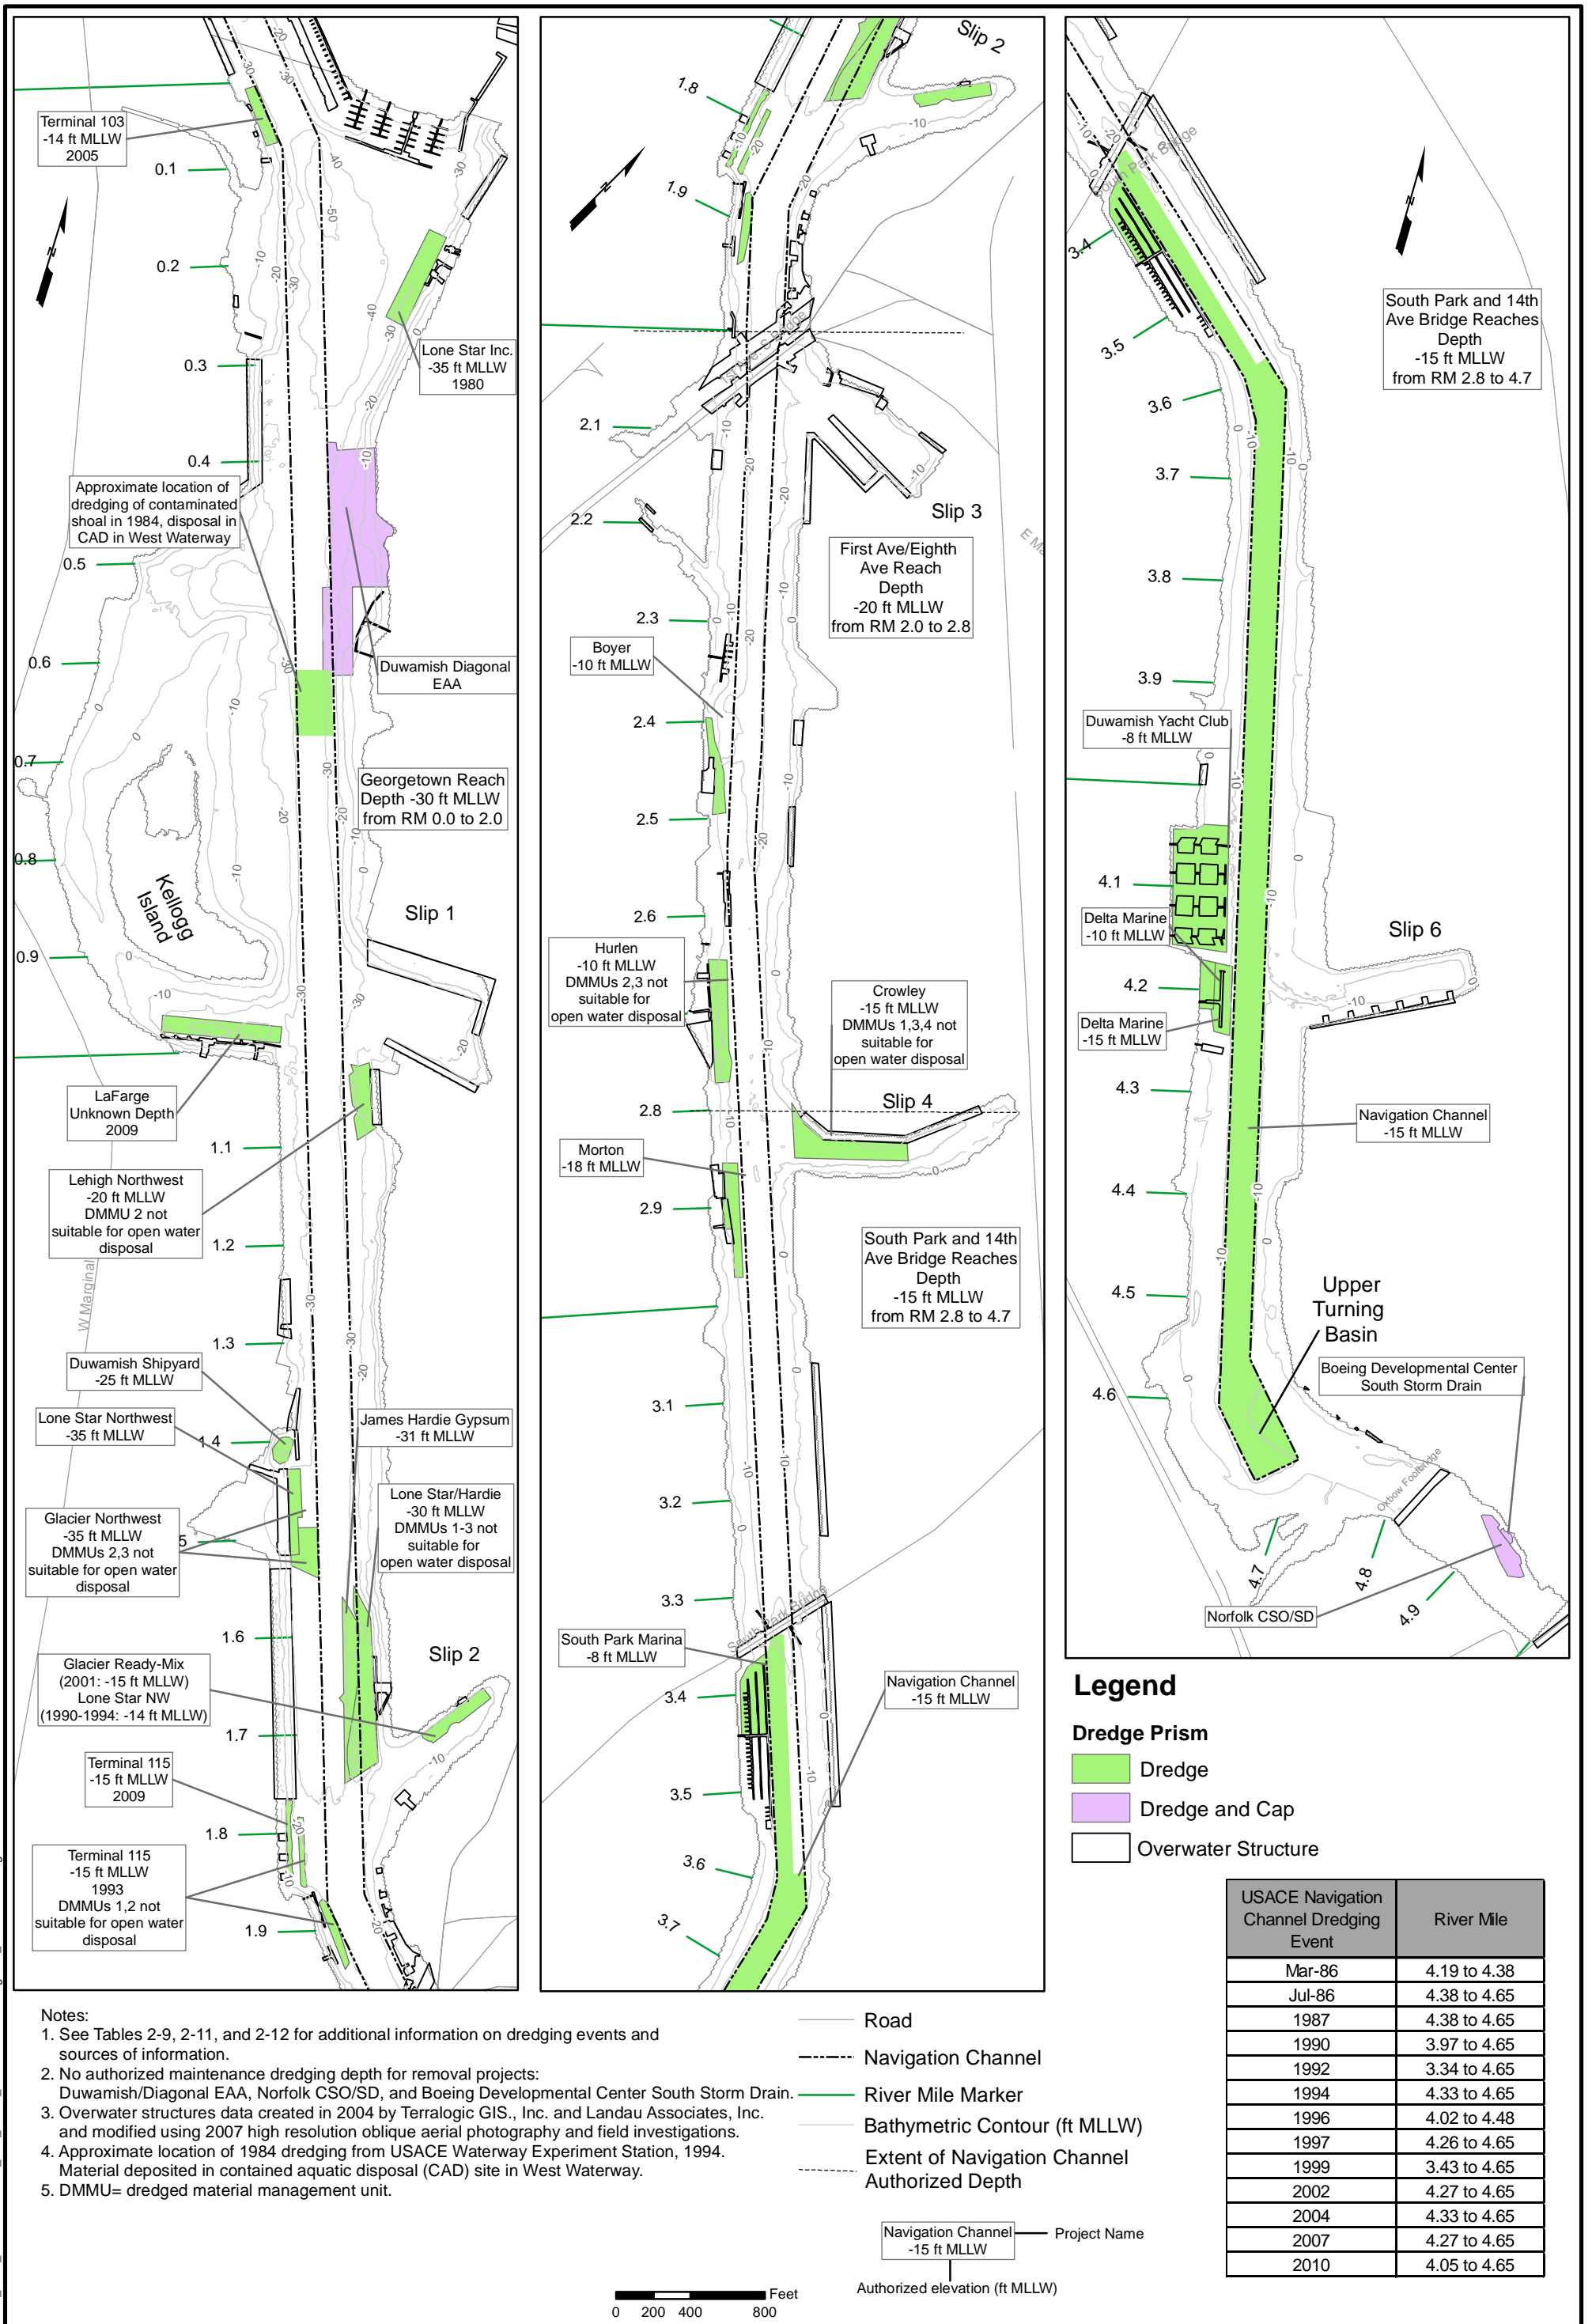 Terminal 103
-14 ft MLLW
2005
0.1
0.2
Lone Star Inc.
-35 ft MLLW
1980
0.3
0.4
Approximate location of
dredging of contaminated
shoal in 1984, disposal in
CAD in West Waterway
0.5
0.6
Duwamish Diagonal
EAA
0.7
Georgetown Reach
Depth -30 ft MLLW
from RM 0.0 to 2.0
0.8
Kellogg
Island
Slip 1
0.9
LaFarge
Unknown Depth
2009
1.1
Lehigh Northwest
-20 ft MLLW
DMMU 2 not
suitable for open water
disposal
1.2
W Marginal
1.3
Duwamish Shipyard
-25 ft MLLW
Lone Star Northwest
-35 ft MLLW
1.4
James Hardie Gypsum
-31 ft MLLW
Glacier Northwest
-35 ft MLLW
DMMUs 2,3 not
suitable for open water
disposal
5
Lone Star/Hardie
-30 ft MLLW
DMMUs 1-3 not
suitable for
open water disposal
1.6
Slip 2
Glacier Ready-Mix
(2001: -15 ft MLLW)
Lone Star NW
(1990-1994: -14 ft MLLW)
1.7
Terminal 115
-15 ft MLLW
2009
1.8
Terminal 115
-15 ft MLLW
1993
DMMUs 1,2 not
suitable for open water
disposal
1.9
Slip 2
1.8
1.9
2.1
Slip 3
2.2
First Ave/Eighth
Ave Reach
Depth
-20 ft MLLW
from RM 2.0 to 2.8
2.3
Boyer
-10 ft MLLW
2.4
2.5
2.6
Hurlen
-10 ft MLLW
DMMUs 2,3 not
suitable for
open water disposal
Crowley
-15 ft MLLW
DMMUs 1,3,4 not
suitable for
open water disposal
2.8
Slip 4
Morton
-18 ft MLLW
2.9
South Park and 14th
Ave Bridge Reaches
Depth
-15 ft MLLW
from RM 2.8 to 4.7
3.1
3.2
3.3
South Park Bridge
South Park Marina
-8 ft MLLW
3.4
Navigation Channel
-15 ft MLLW
3.5
3.6
3.7
South Park Bridge
3.4
South Park and 14th
Ave Bridge Reaches
Depth
-15 ft MLLW
from RM 2.8 to 4.7
3.5
3.6
3.7
3.8
3.9
Duwamish Yacht Club
-8 ft MLLW
4.1
Delta Marine
-10 ft MLLW
Slip 6
4.2
Delta Marine
-15 ft MLLW
4.3
Navigation Channel
-15 ft MLLW
4.4
4.5
Upper
Turning
Basin
4.6
Boeing Developmental Center
South Storm Drain
Oxbow Footbridge
4.7
4.8
4.9
Norfolk CSO/SD
Legend
Dredge Prism
Dredge
Dredge and Cap
Overwater Structure
USACE Navigation Channel Dredging Event River Mile
Mar-86 4.19 to 4.38
Jul-86 4.38 to 4.65
1987 4.38 to 4.65
1990 3.97 to 4.65
1992 3.34 to 4.65
1994 4.33 to 4.65
1996 4.02 to 4.48
1997 4.26 to 4.65
1999 3.43 to 4.65
2002 4.27 to 4.65
2004 4.33 to 4.65
2007 4.27 to 4.65
2010 4.05 to 4.65
Notes:
1. See Tables 2-9, 2-11, and 2-12 for additional information on dredging events and
sources of information.
2. No authorized maintenance dredging depth for removal projects:
Duwamish/Diagonal EAA, Norfolk CSO/SD, and Boeing Developmental Center South Storm Drain.
3. Overwater structures data created in 2004 by Terralogic GIS., Inc. and Landau Associates, Inc.
and modified using 2007 high resolution oblique aerial photography and field investigations.
4. Approximate location of 1984 dredging from USACE Waterway Experiment Station, 1994.
Material deposited in contained aquatic disposal (CAD) site in West Waterway.
5. DMMU= dredged material management unit.
Road
Navigation Channel
River Mile Marker
Bathymetric Contour (ft MLLW)
Extent of Navigation Channel
Authorized Depth
Navigation Channel
-15 ft MLLW
Project Name
Authorized elevation (ft MLLW)
Feet
0 200 400 800